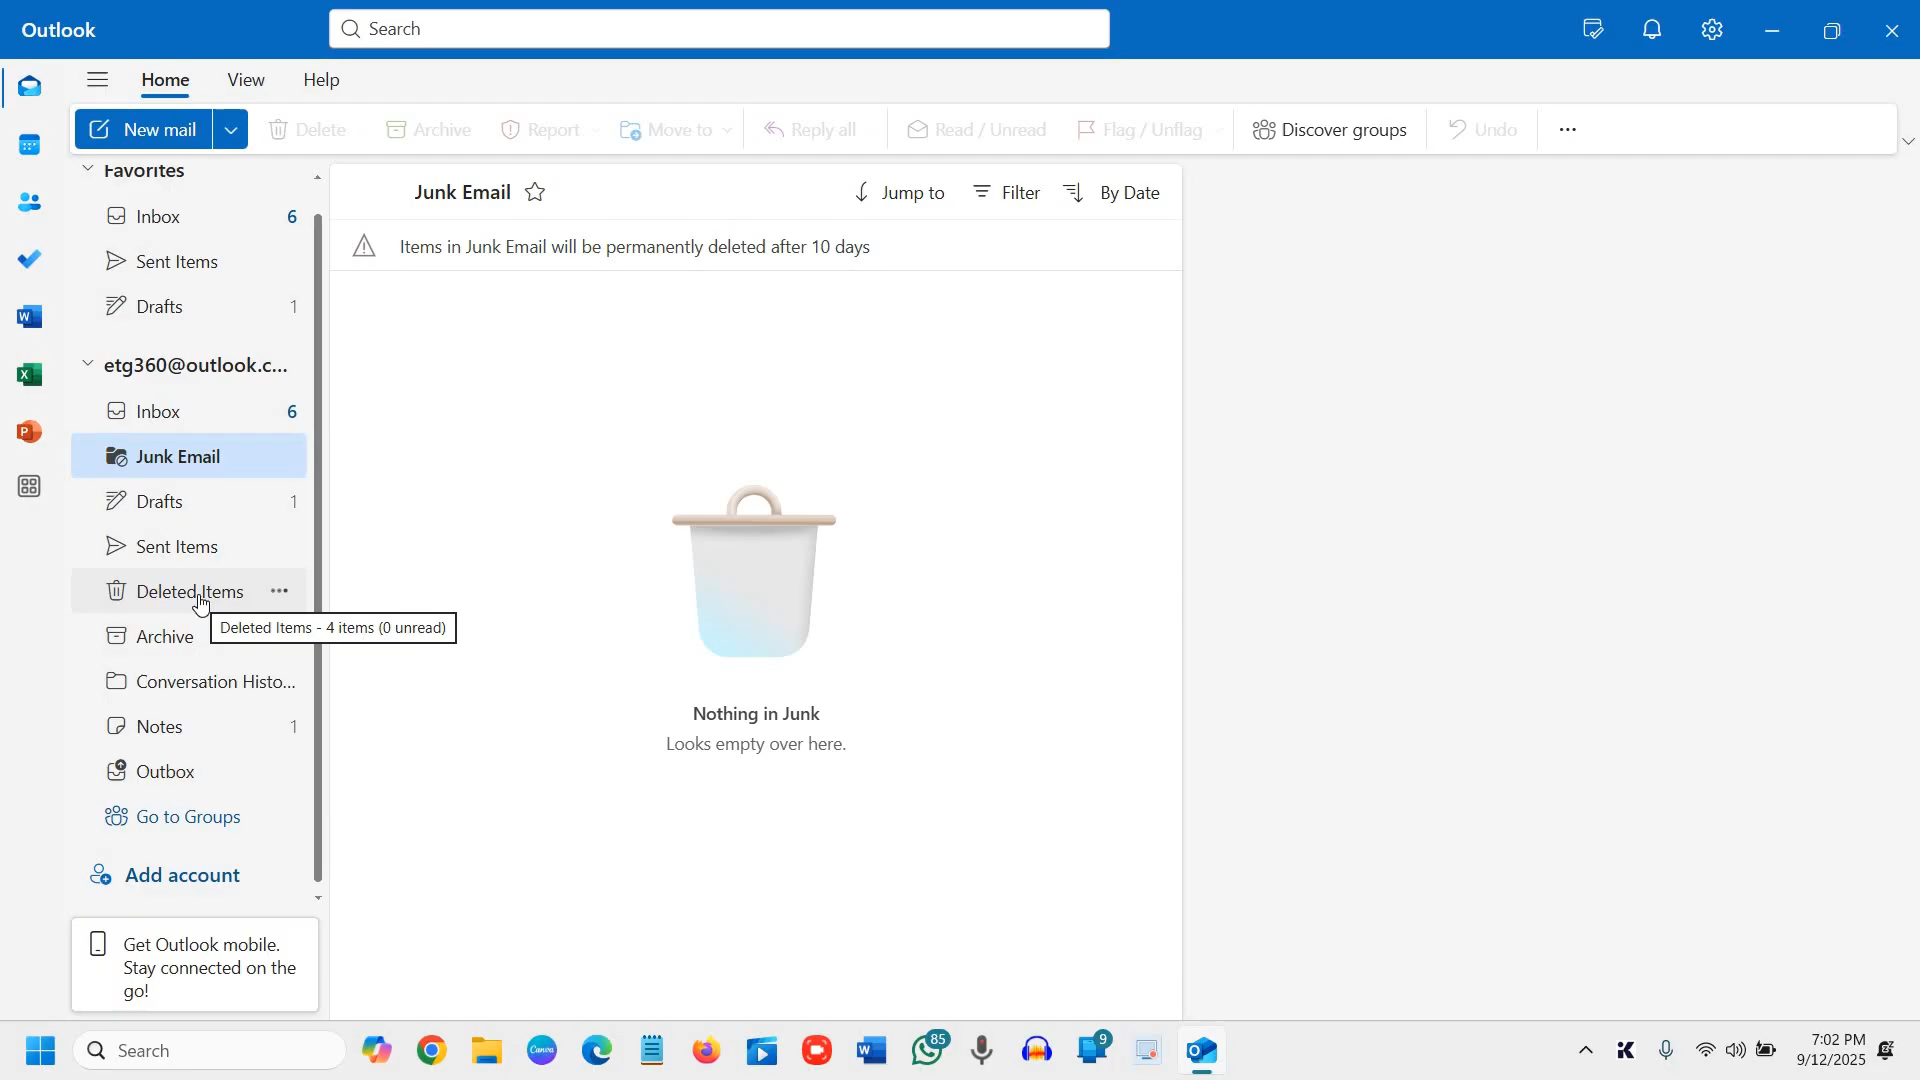 Outlook
Search
Home
View
Help
New mail
Delete
Archive
Report
Move to
Reply all
Read / Unread
Flag / Unflag
Discover groups
Undo
Favorites
Inbox 6
Sent Items
Drafts 1
etg360@outlook.c...
Inbox 6
Junk Email
Drafts 1
Sent Items
Deleted Items
Deleted Items - 4 items (0 unread)
Archive
Conversation Histo...
Notes 1
Outbox
Go to Groups
Add account
Get Outlook mobile.
Stay connected on the
go!
Junk Email
Jump to
Filter
By Date
Items in Junk Email will be permanently deleted after 10 days
Nothing in Junk
Looks empty over here.
Search
Canva
85
9
7:02 PM
9/12/2025